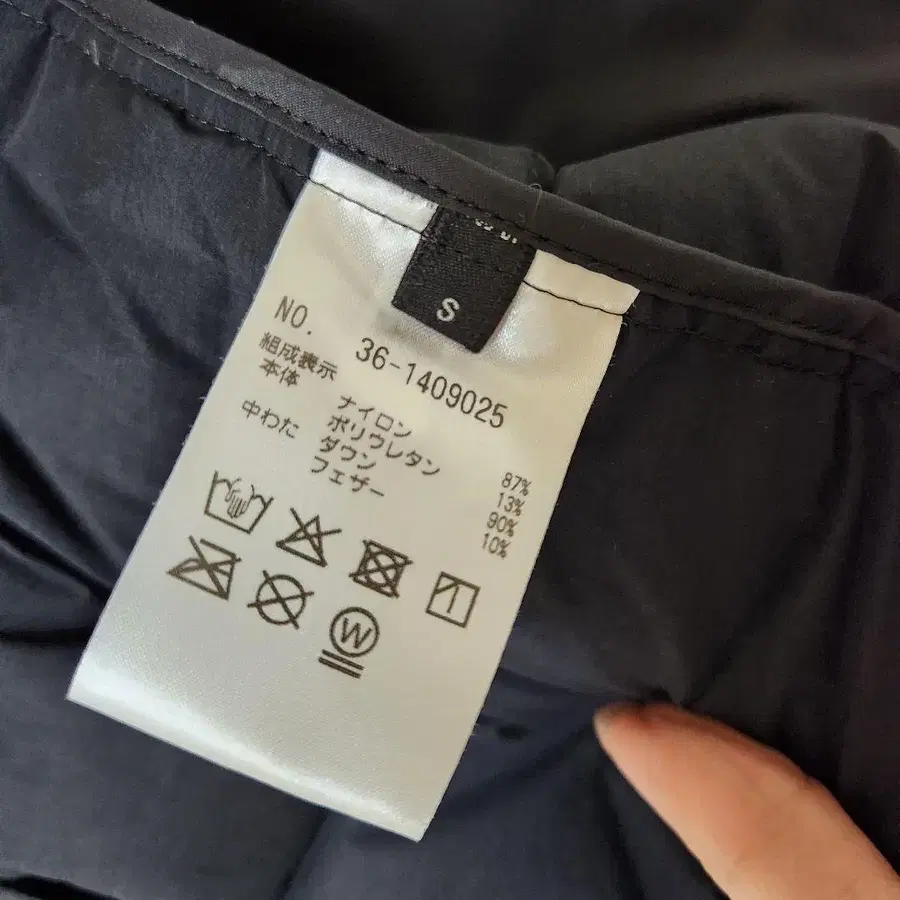 S
NO. 36-1409025
組成表示
本体 ナイロン 87%
ポリウレタン 13%
中わた ダウン 90%
フェザー 10%
W